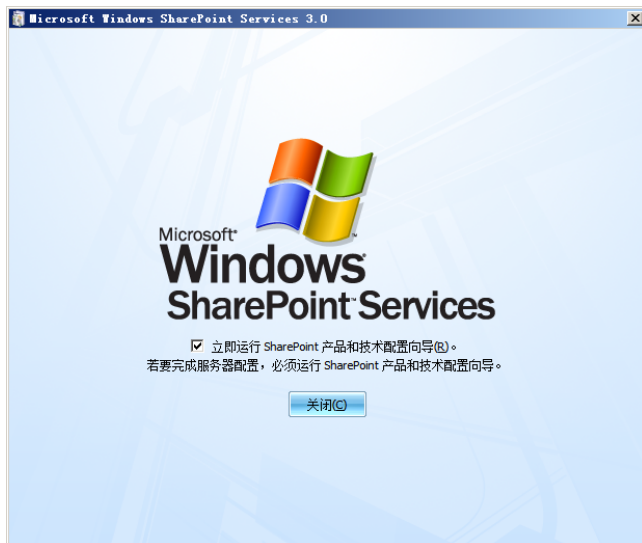 Microsoft Windows SharePoint Services 3.0
Microsoft®
Windows®
SharePoint™ Services
立即运行 SharePoint 产品和技术配置向导(R)。
若要完成服务器配置，必须运行 SharePoint 产品和技术配置向导。
关闭(C)